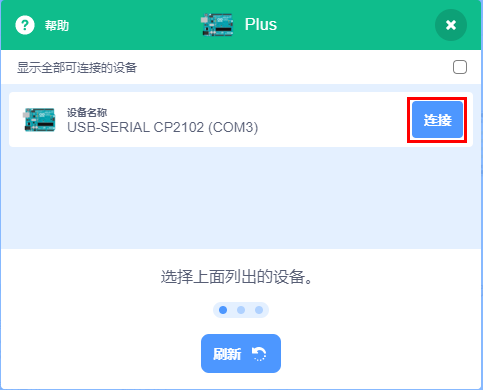 帮助
Plus
显示全部可连接的设备
设备名称
USB-SERIAL CP2102 (COM3)
连接
选择上面列出的设备。
刷新